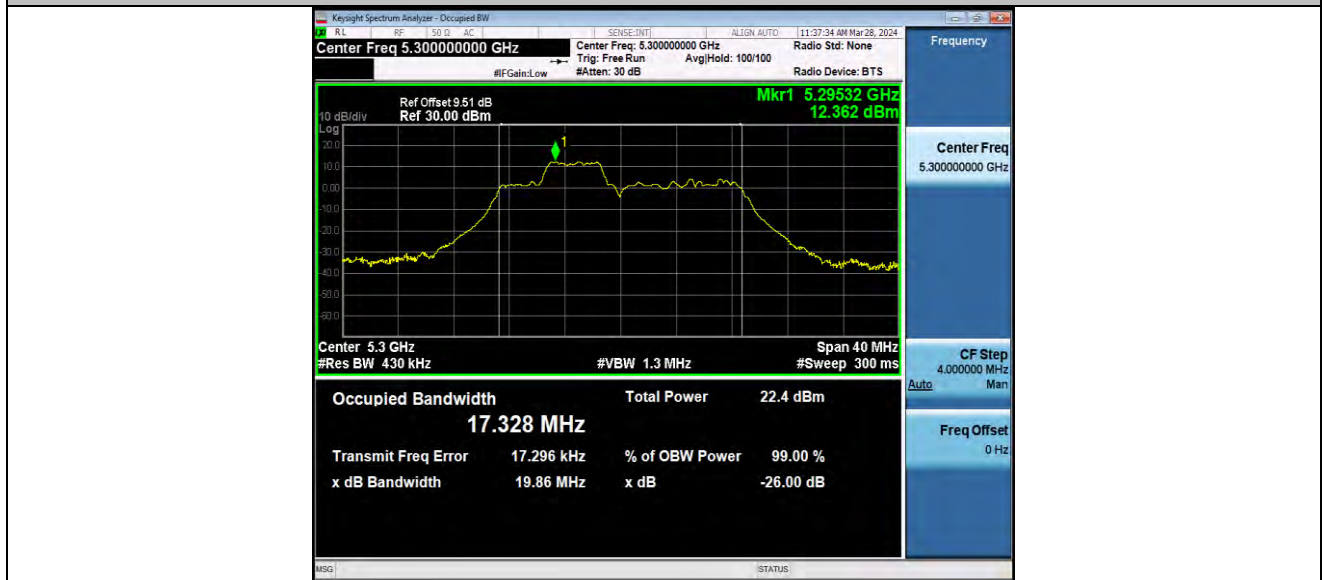 Keysight Spectrum Analyzer - Occupied BW
RL RF 50 Ω AC SENSE:INT ALIGN AUTO 11:37:34 AM Mar 28, 2024
Center Freq 5.300000000 GHz
Center Freq: 5.300000000 GHz
Radio Std: None
Trig: Free Run Avg|Hold: 100/100
#IFGain:Low
#Atten: 30 dB
Radio Device: BTS
Frequency
Ref Offset 9.51 dB
Mkr1 5.29532 GHz
10 dB/div Ref 30.00 dBm
12.362 dBm
Log
20.0
1
10.0
0.00
-10.0
-20.0
-30.0
-40.0
-50.0
-60.0
Center 5.3 GHz
Span 40 MHz
#Res BW 430 kHz
#VBW 1.3 MHz
#Sweep 300 ms
Center Freq
5.300000000 GHz
CF Step
4.000000 MHz
Auto Man
Freq Offset
0 Hz
Occupied Bandwidth
17.328 MHz
Total Power 22.4 dBm
Transmit Freq Error 17.296 kHz
% of OBW Power 99.00 %
x dB Bandwidth 19.86 MHz
x dB -26.00 dB
MSG
STATUS